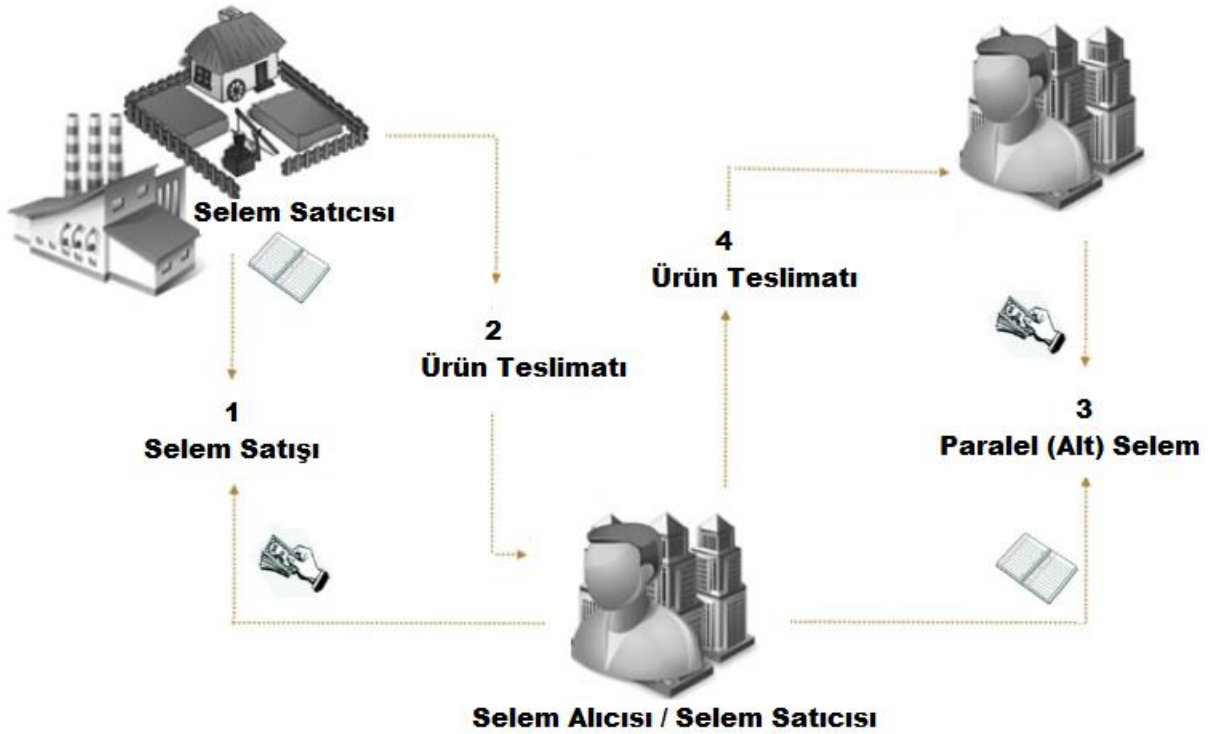 Selem Satıcısı
4
Ürün Teslimatı
2
Ürün Teslimatı
1
Selem Satışı
3
Paralel (Alt) Selem
Selem Alıcısı / Selem Satıcısı